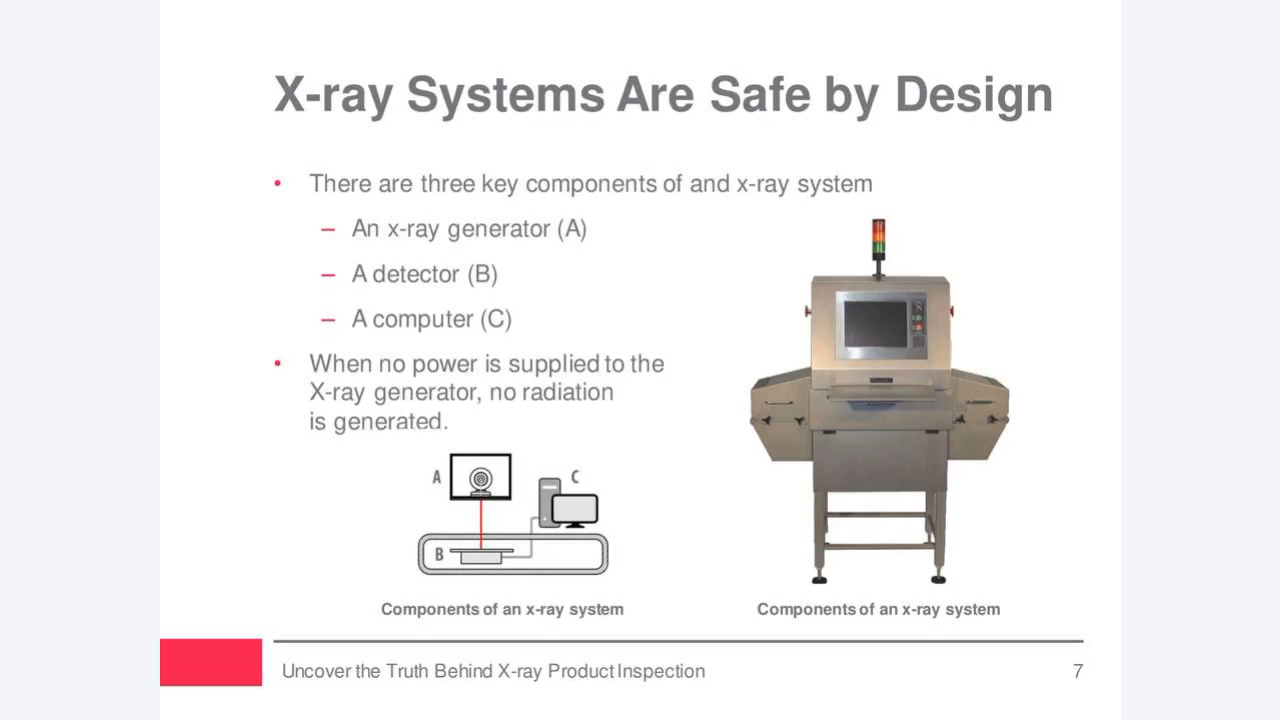 X-ray Systems Are Safe by Design
• There are three key components of and x-ray system
– An x-ray generator (A)
– A detector (B)
– A computer (C)
• When no power is supplied to the
X-ray generator, no radiation
is generated.
A
C
B
Components of an x-ray system
Components of an x-ray system
Uncover the Truth Behind X-ray Product Inspection
7